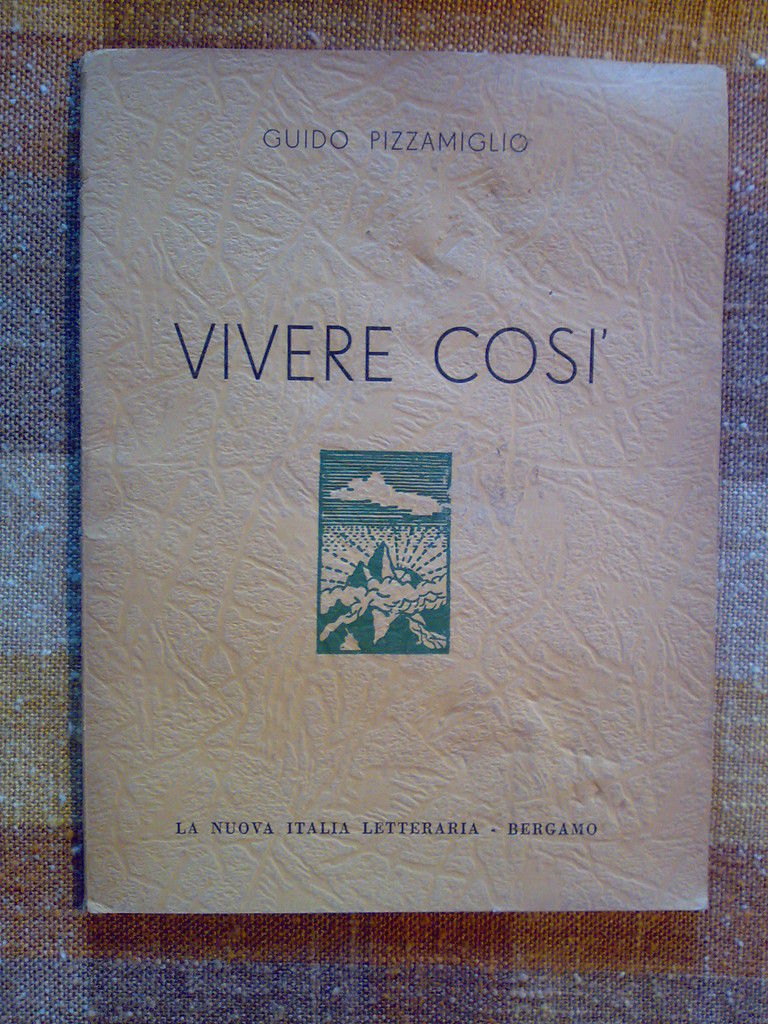 GUIDO PIZZAMIGLIO
VIVERE COSI'
LA NUOVA ITALIA LETTERARIA - BERGAMO